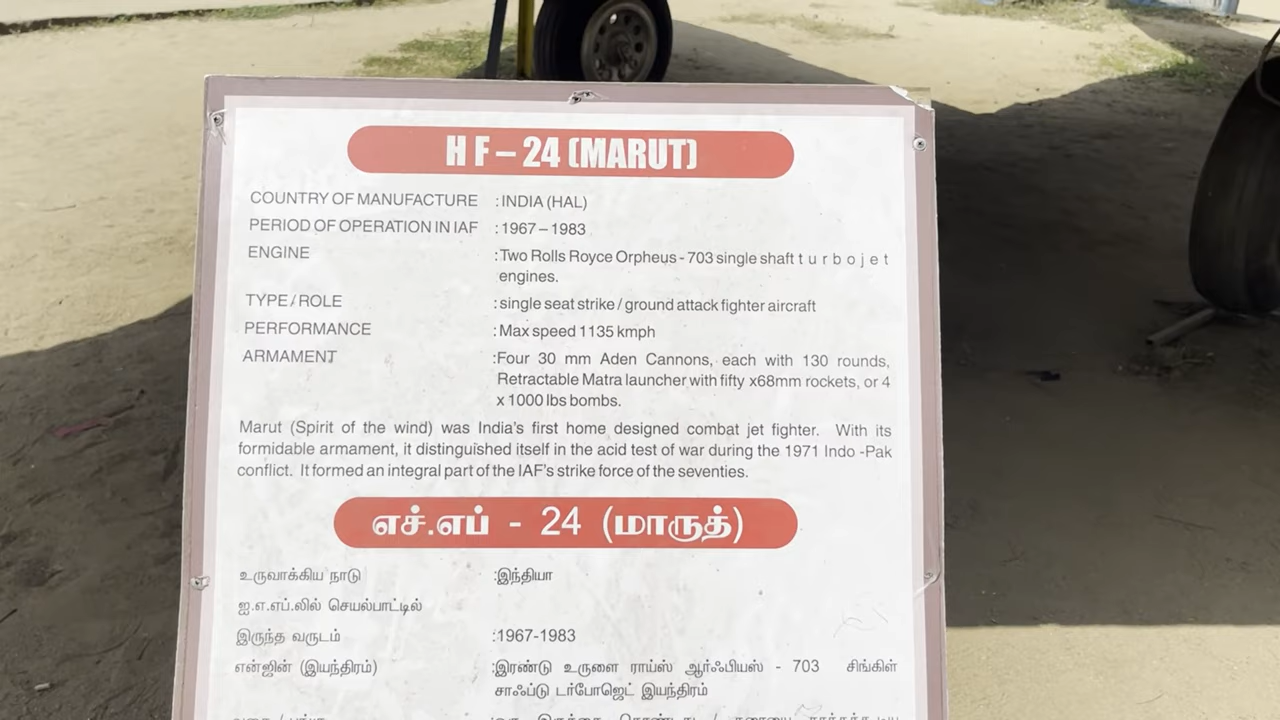 H F – 24 (MARUT)
COUNTRY OF MANUFACTURE : INDIA (HAL)
PERIOD OF OPERATION IN IAF : 1967 – 1983
ENGINE : Two Rolls Royce Orpheus - 703 single shaft t u r b o j e t
engines.
TYPE / ROLE : single seat strike / ground attack fighter aircraft
PERFORMANCE : Max speed 1135 kmph
ARMAMENT : Four 30 mm Aden Cannons, each with 130 rounds,
Retractable Matra launcher with fifty x68mm rockets, or 4
x 1000 lbs bombs.
Marut (Spirit of the wind) was India's first home designed combat jet fighter. With its
formidable armament, it distinguished itself in the acid test of war during the 1971 Indo -Pak
conflict. It formed an integral part of the IAF's strike force of the seventies.
எச்.எப் - 24 (மாருத்)
உருவாக்கிய நாடு :இந்தியா
ஐ.எ.எப்.லில் செயல்பாட்டில்
இருந்த வருடம் :1967-1983
என்ஜின் (இயந்திரம்) :இரண்டு உருளை ராய்ஸ் ஆர்ஃபியஸ் - 703 சிங்கிள்
சாஃப்டு டர்போஜெட் இயந்திரம்